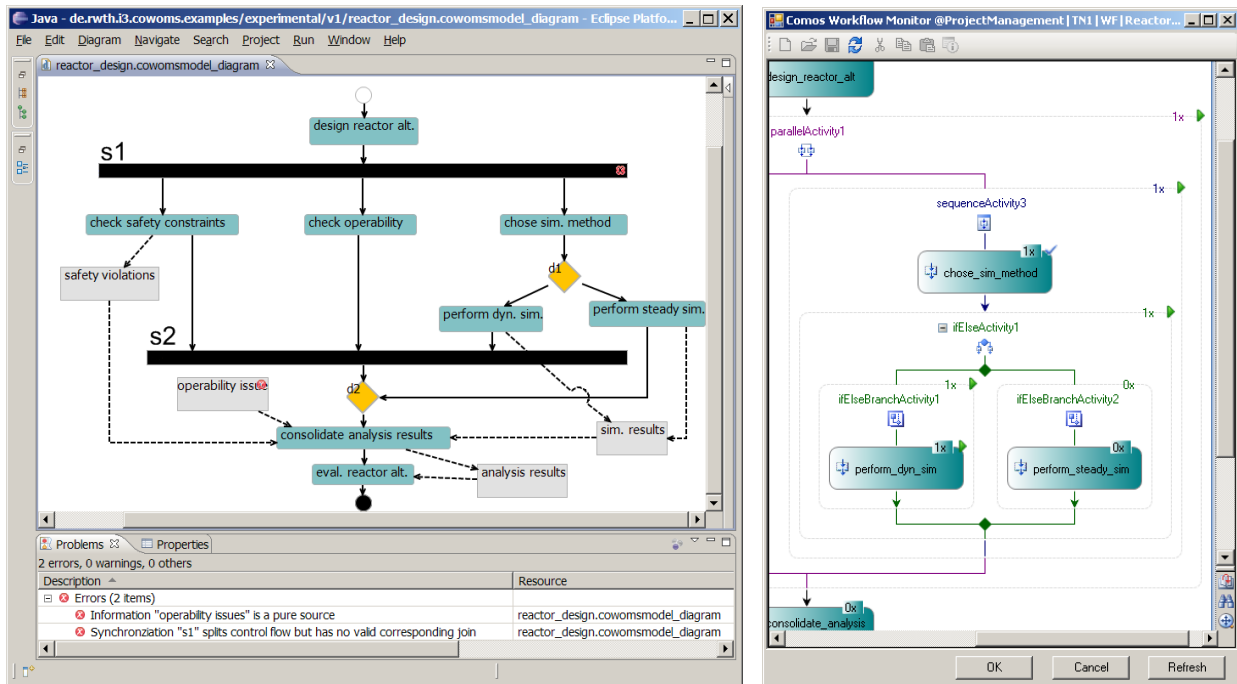 Java - de.rwth.i3.cowoms.examples/experimental/v1/reactor_design.cowomsmodel_diagram - Eclipse Platfo...
File Edit Diagram Navigate Search Project Run Window Help
reactor_design.cowomsmodel_diagram
design reactor alt.
s1
check safety constraints
check operability
chose sim. method
d1
safety violations
perform dyn. sim.
perform steady sim.
s2
operability issue
d2
consolidate analysis results
sim. results
eval. reactor alt.
analysis results
Problems
Properties
2 errors, 0 warnings, 0 others
Description
Resource
Errors (2 items)
Information "operability issues" is a pure source
reactor_design.cowomsmodel_diagram
Synchronziation "s1" splits control flow but has no valid corresponding join
reactor_design.cowomsmodel_diagram
Comos Workflow Monitor @ProjectManagement|TN1|WF|Reactor...
design_reactor_alt
1x
parallelActivity1
1x
sequenceActivity3
1x
chose_sim_method
1x
ifElseActivity1
1x
0x
ifElseBranchActivity1
ifElseBranchActivity2
1x
0x
perform_dyn_sim
perform_steady_sim
0x
consolidate_analysis
OK
Cancel
Refresh